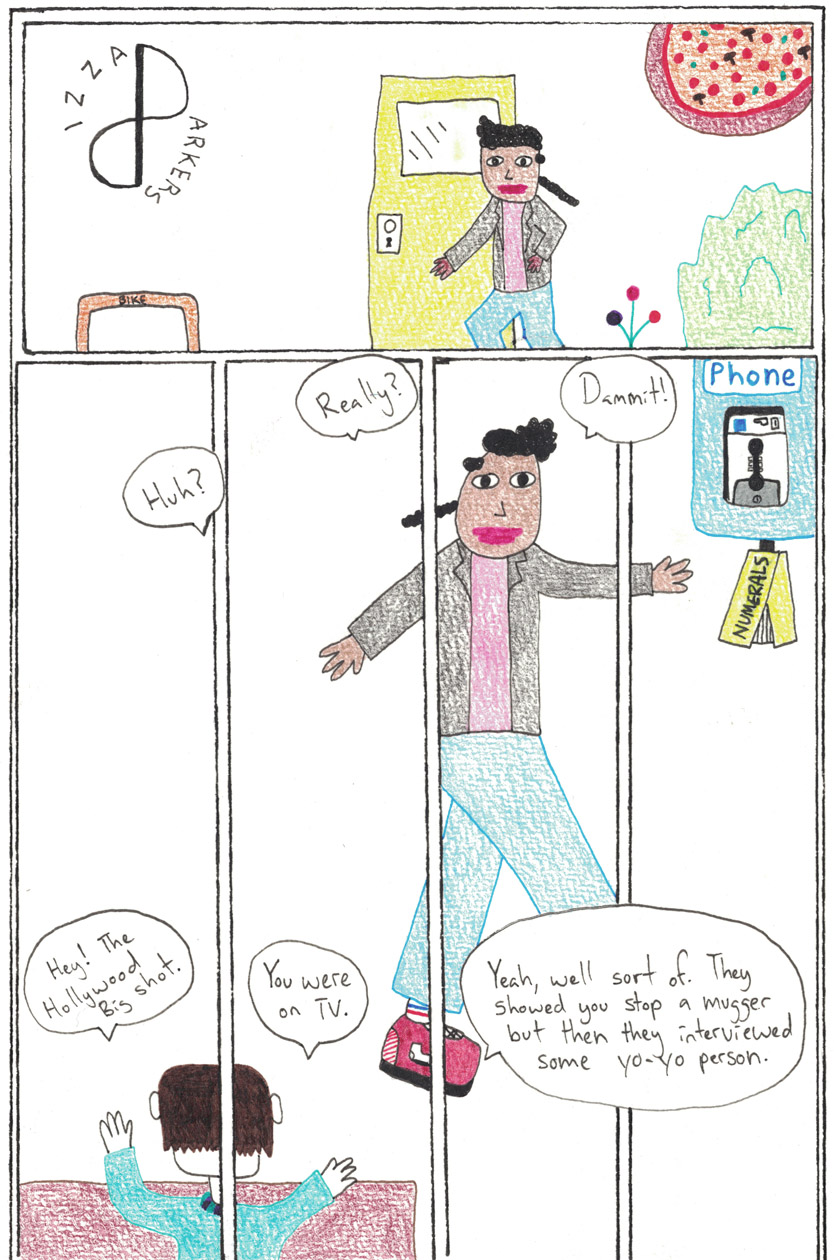 IZZA
ARKERS
BIKE
Huh?
Hey! The
Hollywood
Big shot.
Really?
You were
on TV.
Dammit!
Phone
NUMERALS
Yeah, well sort of. They
showed you stop a mugger
but then they interviewed
some yo-yo person.